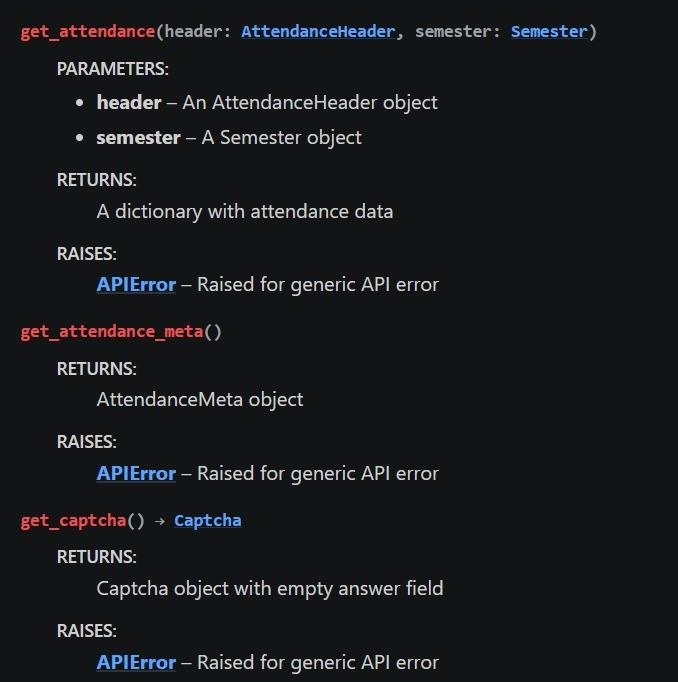 get_attendance(header: AttendanceHeader, semester: Semester)
PARAMETERS:
• header – An AttendanceHeader object
• semester – A Semester object
RETURNS:
A dictionary with attendance data
RAISES:
APIError – Raised for generic API error
get_attendance_meta()
RETURNS:
AttendanceMeta object
RAISES:
APIError – Raised for generic API error
get_captcha() → Captcha
RETURNS:
Captcha object with empty answer field
RAISES:
APIError – Raised for generic API error